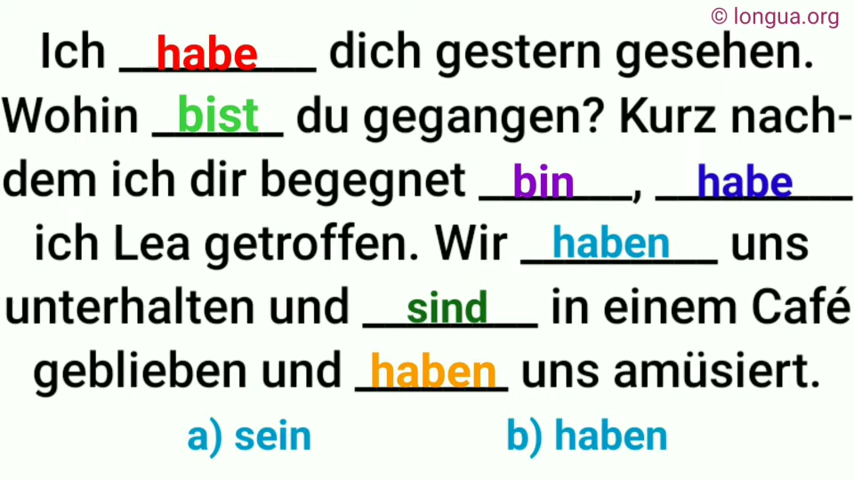 © longua.org
Ich habe dich gestern gesehen.
Wohin bist du gegangen? Kurz nach-
dem ich dir begegnet bin, habe
ich Lea getroffen. Wir haben uns
unterhalten und sind in einem Café
geblieben und haben uns amüsiert.
a) sein b) haben